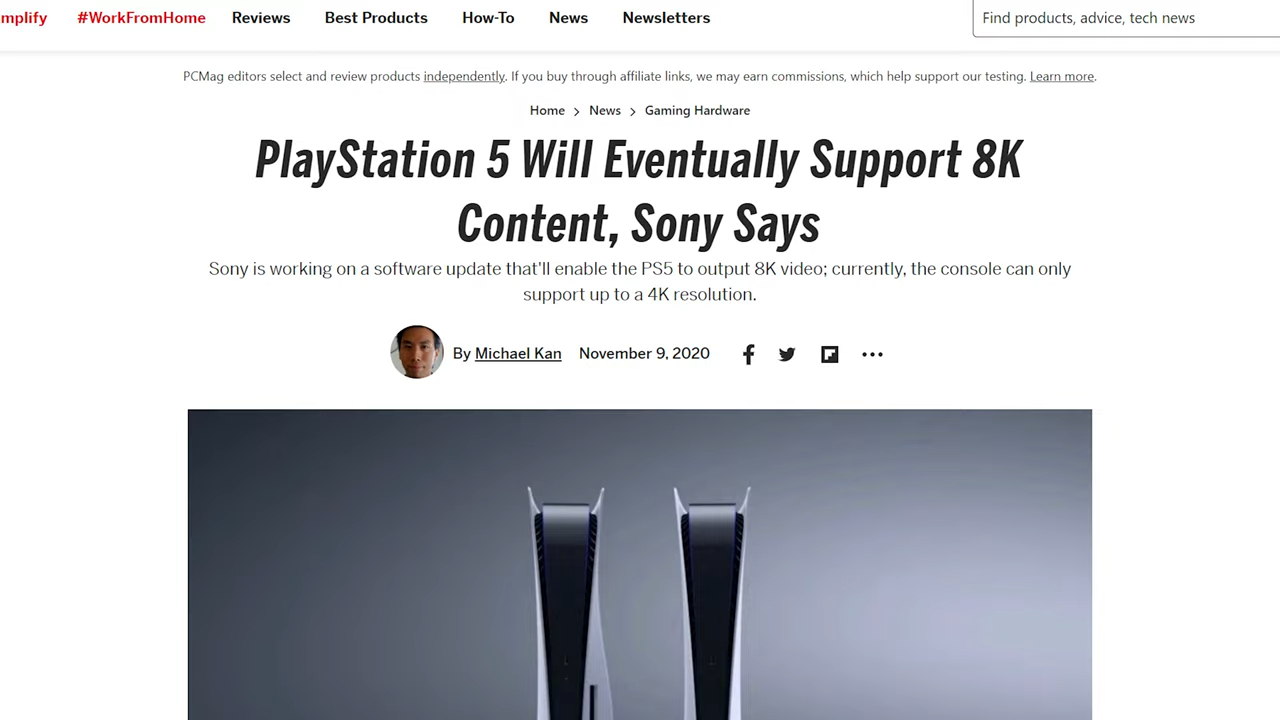 mplify #WorkFromHome Reviews Best Products How-To News Newsletters Find products, advice, tech news
PCMag editors select and review products independently. If you buy through affiliate links, we may earn commissions, which help support our testing. Learn more.
Home > News > Gaming Hardware
PlayStation 5 Will Eventually Support 8K
Content, Sony Says
Sony is working on a software update that'll enable the PS5 to output 8K video; currently, the console can only
support up to a 4K resolution.
By Michael Kan November 9, 2020